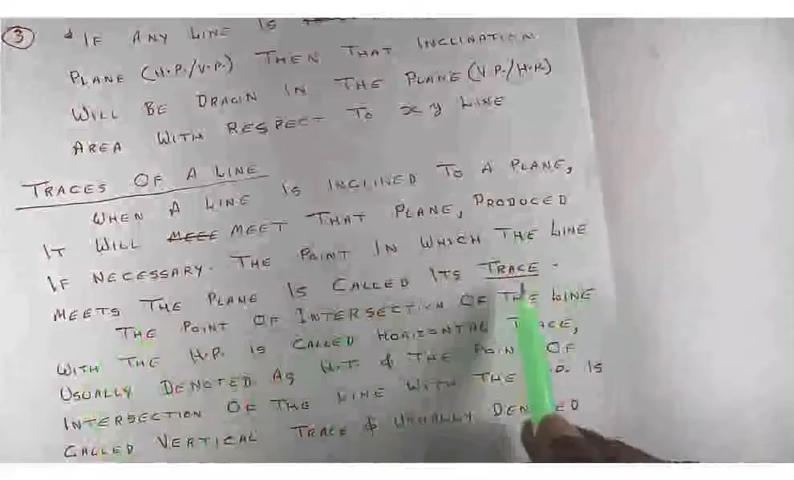 3
IF ANY LINE IS
PLANE (H.P./V.P.) THEN THAT INCLINATION
WILL BE DRAWN IN THE PLANE (V.P./H.P.)
AREA WITH RESPECT TO xy LINE
TRACES OF A LINE
WHEN A LINE IS INCLINED TO A PLANE,
IT WILL MEET THAT PLANE, PRODUCED
IF NECESSARY. THE POINT IN WHICH THE LINE
MEETS THE PLANE IS CALLED ITS TRACE.
THE POINT OF INTERSECTION OF THE LINE
WITH THE H.P. IS CALLED HORIZONTAL TRACE,
USUALLY DENOTED AS H.T. & THE POINT OF
INTERSECTION OF THE LINE WITH THE IS
CALLED VERTICAL TRACE & USUALLY